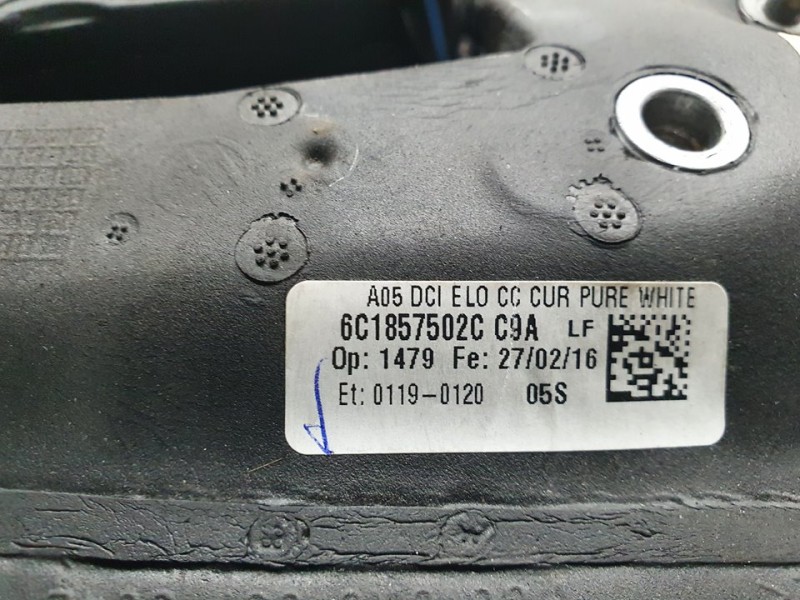 A05 DCI ELO CC CUR PURE WHITE
6C1857502C C9A LF
Op: 1479 Fe: 27/02/16
Et: 0119-0120 05S